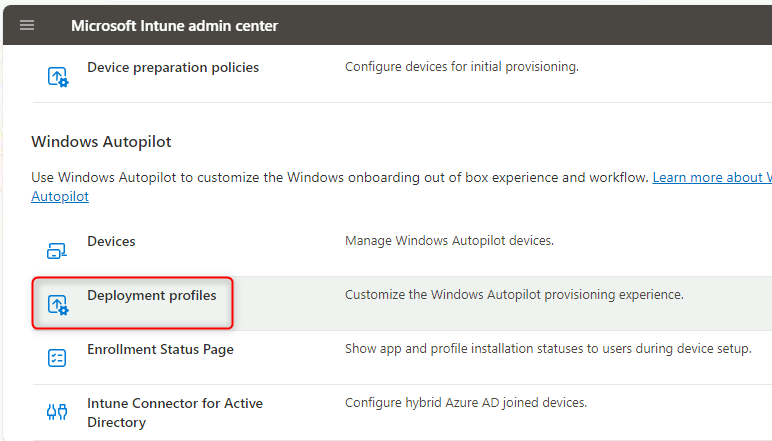 Microsoft Intune admin center
Device preparation policies
Configure devices for initial provisioning.
Windows Autopilot
Use Windows Autopilot to customize the Windows onboarding out of box experience and workflow. Learn more about
Autopilot
Devices
Manage Windows Autopilot devices.
Deployment profiles
Customize the Windows Autopilot provisioning experience.
Enrollment Status Page
Show app and profile installation statuses to users during device setup.
Intune Connector for Active
Directory
Configure hybrid Azure AD joined devices.